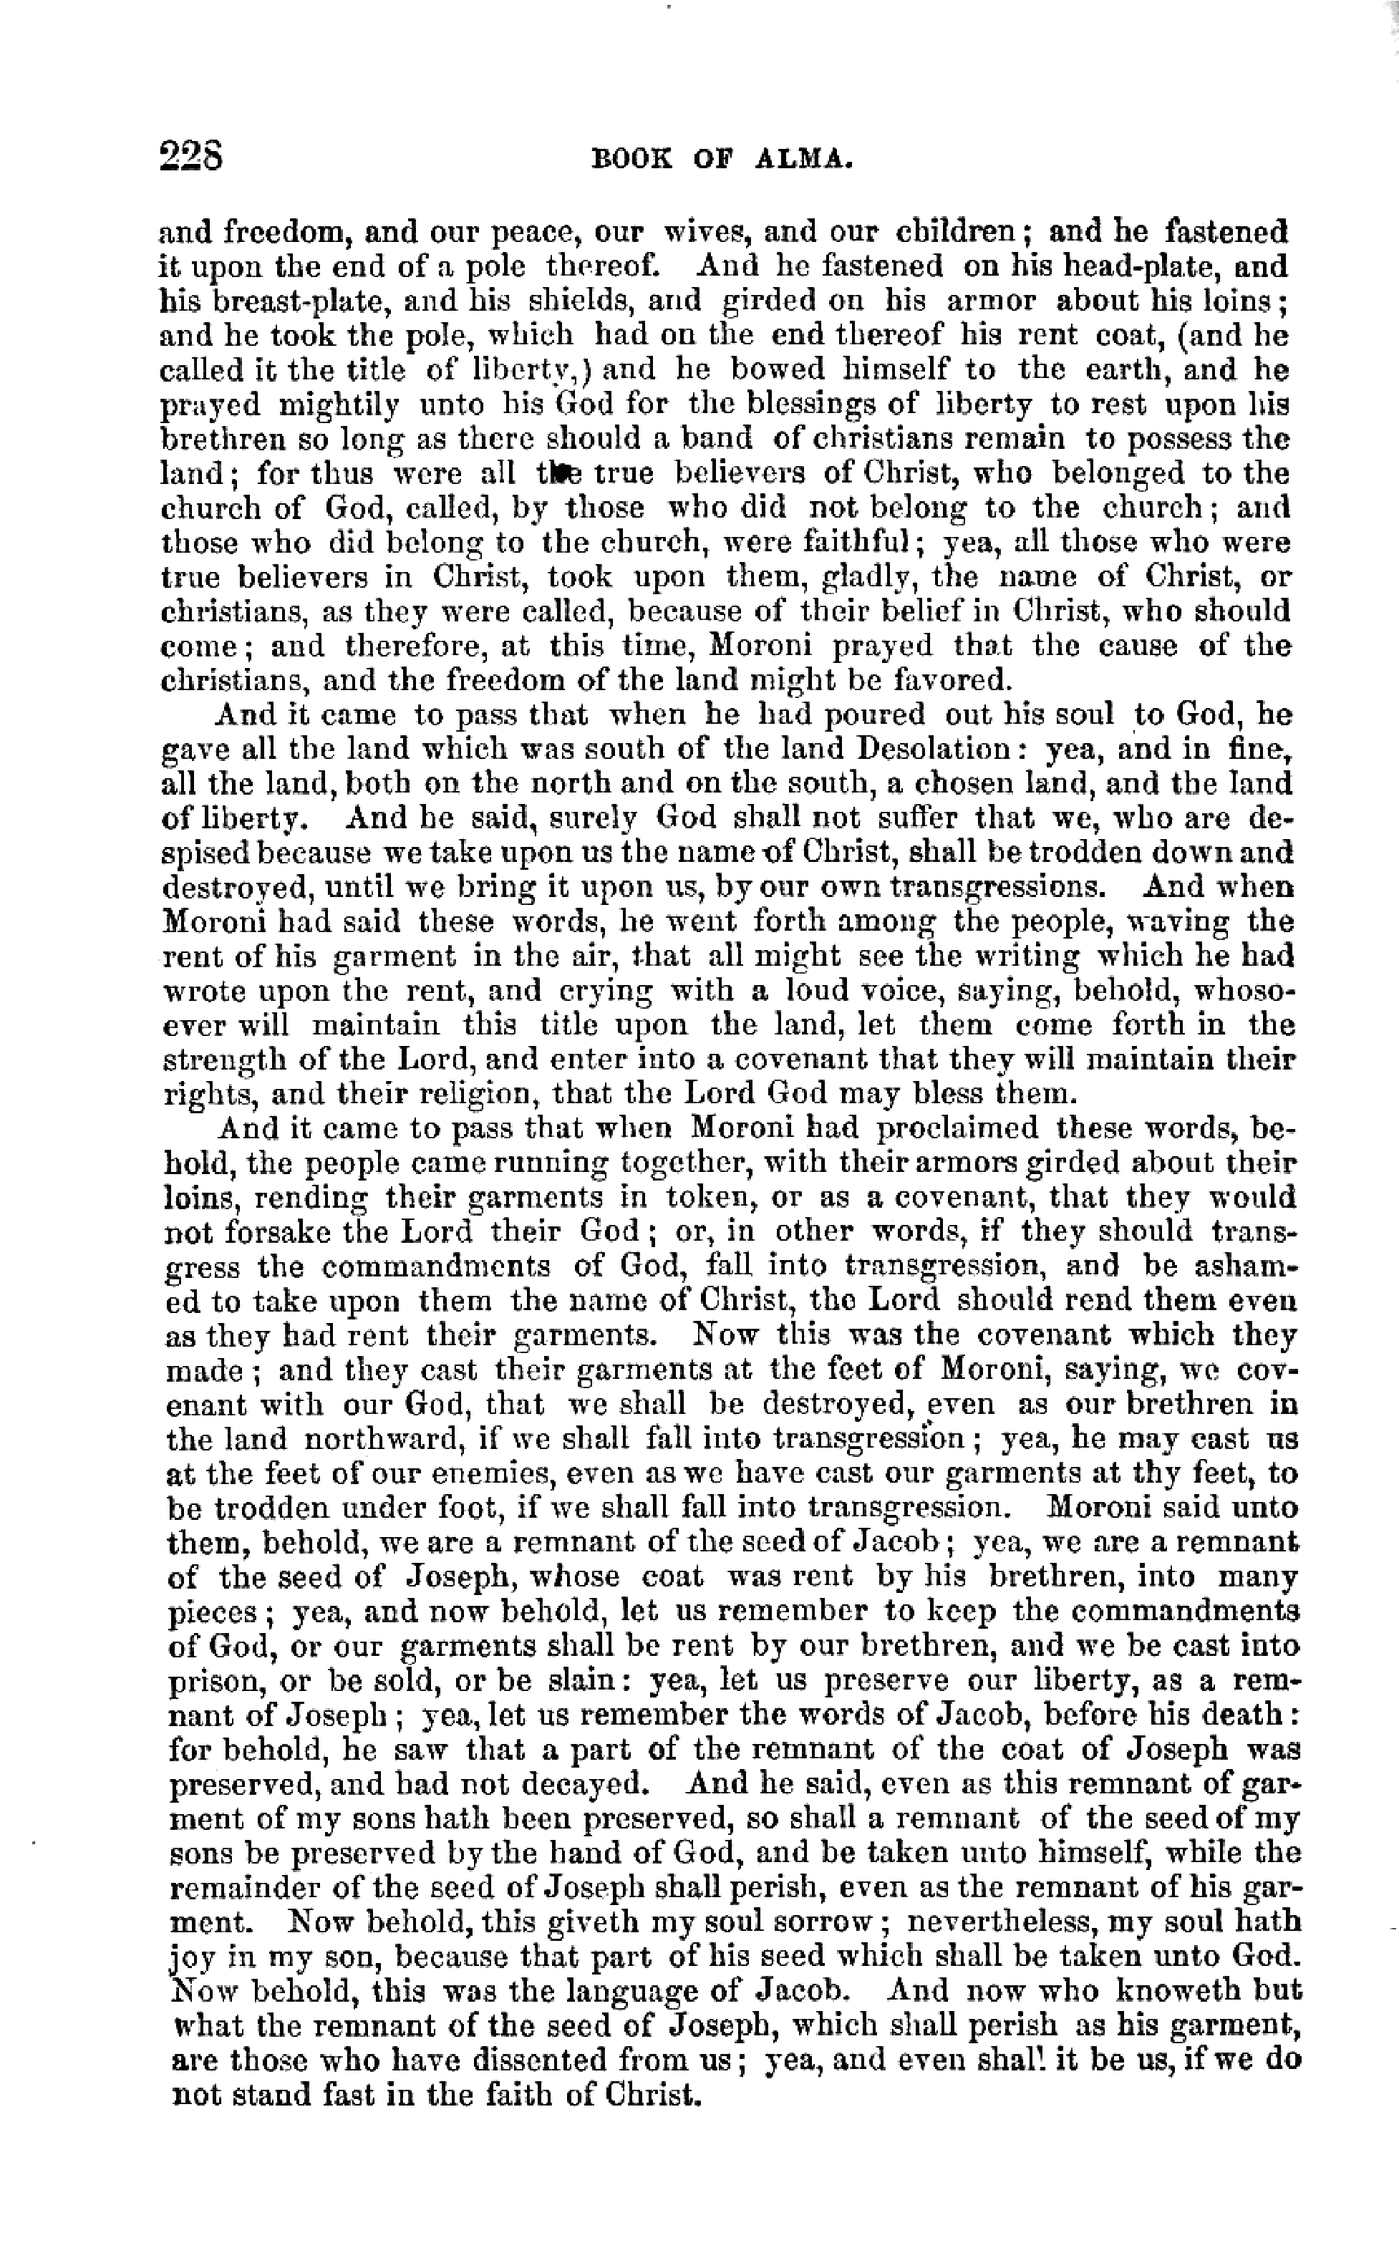 228 BOOK OF ALMA.
and freedom, and our peace, our wives, and our children; and he fastened
it upon the end of a pole thereof. And he fastened on his head-plate, and
his breast-plate, and his shields, and girded on his armor about his loins;
and he took the pole, which had on the end thereof his rent coat, (and he
called it the title of liberty,) and he bowed himself to the earth, and he
prayed mightily unto his God for the blessings of liberty to rest upon his
brethren so long as there should a band of christians remain to possess the
land; for thus were all the true believers of Christ, who belonged to the
church of God, called, by those who did not belong to the church; and
those who did belong to the church, were faithful; yea, all those who were
true believers in Christ, took upon them, gladly, the name of Christ, or
christians, as they were called, because of their belief in Christ, who should
come; and therefore, at this time, Moroni prayed that the cause of the
christians, and the freedom of the land might be favored.
And it came to pass that when he had poured out his soul to God, he
gave all the land which was south of the land Desolation: yea, and in fine,
all the land, both on the north and on the south, a chosen land, and the land
of liberty. And he said, surely God shall not suffer that we, who are de-
spised because we take upon us the name of Christ, shall be trodden down and
destroyed, until we bring it upon us, by our own transgressions. And when
Moroni had said these words, he went forth among the people, waving the
rent of his garment in the air, that all might see the writing which he had
wrote upon the rent, and crying with a loud voice, saying, behold, whoso-
ever will maintain this title upon the land, let them come forth in the
strength of the Lord, and enter into a covenant that they will maintain their
rights, and their religion, that the Lord God may bless them.
And it came to pass that when Moroni had proclaimed these words, be-
hold, the people came running together, with their armors girded about their
loins, rending their garments in token, or as a covenant, that they would
not forsake the Lord their God; or, in other words, if they should trans-
gress the commandments of God, fall into transgression, and be asham-
ed to take upon them the name of Christ, the Lord should rend them even
as they had rent their garments. Now this was the covenant which they
made; and they cast their garments at the feet of Moroni, saying, we cov-
enant with our God, that we shall be destroyed, even as our brethren in
the land northward, if we shall fall into transgression; yea, he may cast us
at the feet of our enemies, even as we have cast our garments at thy feet, to
be trodden under foot, if we shall fall into transgression. Moroni said unto
them, behold, we are a remnant of the seed of Jacob; yea, we are a remnant
of the seed of Joseph, whose coat was rent by his brethren, into many
pieces; yea, and now behold, let us remember to keep the commandments
of God, or our garments shall be rent by our brethren, and we be cast into
prison, or be sold, or be slain: yea, let us preserve our liberty, as a rem-
nant of Joseph; yea, let us remember the words of Jacob, before his death:
for behold, he saw that a part of the remnant of the coat of Joseph was
preserved, and had not decayed. And he said, even as this remnant of gar-
ment of my sons hath been preserved, so shall a remnant of the seed of my
sons be preserved by the hand of God, and be taken unto himself, while the
remainder of the seed of Joseph shall perish, even as the remnant of his gar-
ment. Now behold, this giveth my soul sorrow; nevertheless, my soul hath
joy in my son, because that part of his seed which shall be taken unto God.
Now behold, this was the language of Jacob. And now who knoweth but
what the remnant of the seed of Joseph, which shall perish as his garment,
are those who have dissented from us; yea, and even shall it be us, if we do
not stand fast in the faith of Christ.